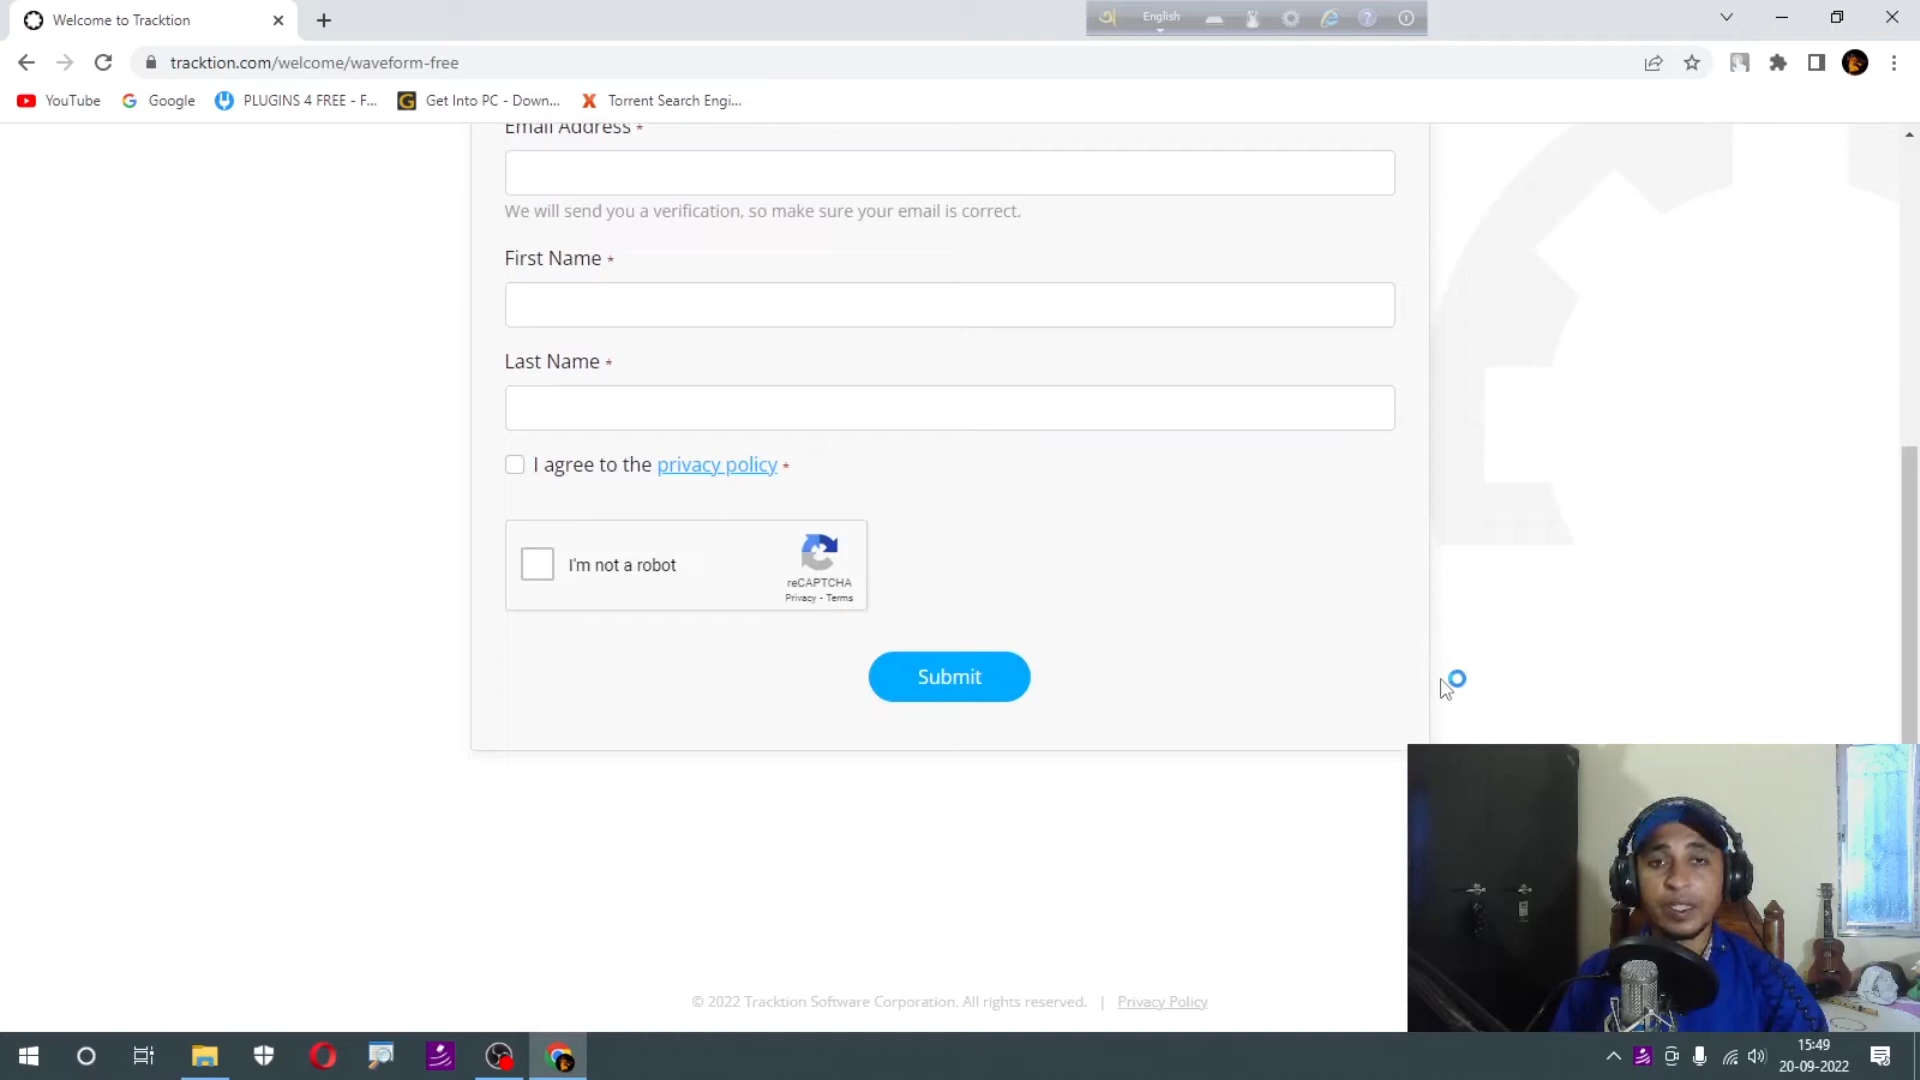 Welcome to Tracktion
English
tracktion.com/welcome/waveform-free
YouTube
Google
PLUGINS 4 FREE - F...
Get Into PC - Down...
Torrent Search Engi...
Email Address *
We will send you a verification, so make sure your email is correct.
First Name *
Last Name *
I agree to the privacy policy *
I'm not a robot
reCAPTCHA
Privacy - Terms
Submit
© 2022 Tracktion Software Corporation. All rights reserved. | Privacy Policy
15:49
20-09-2022